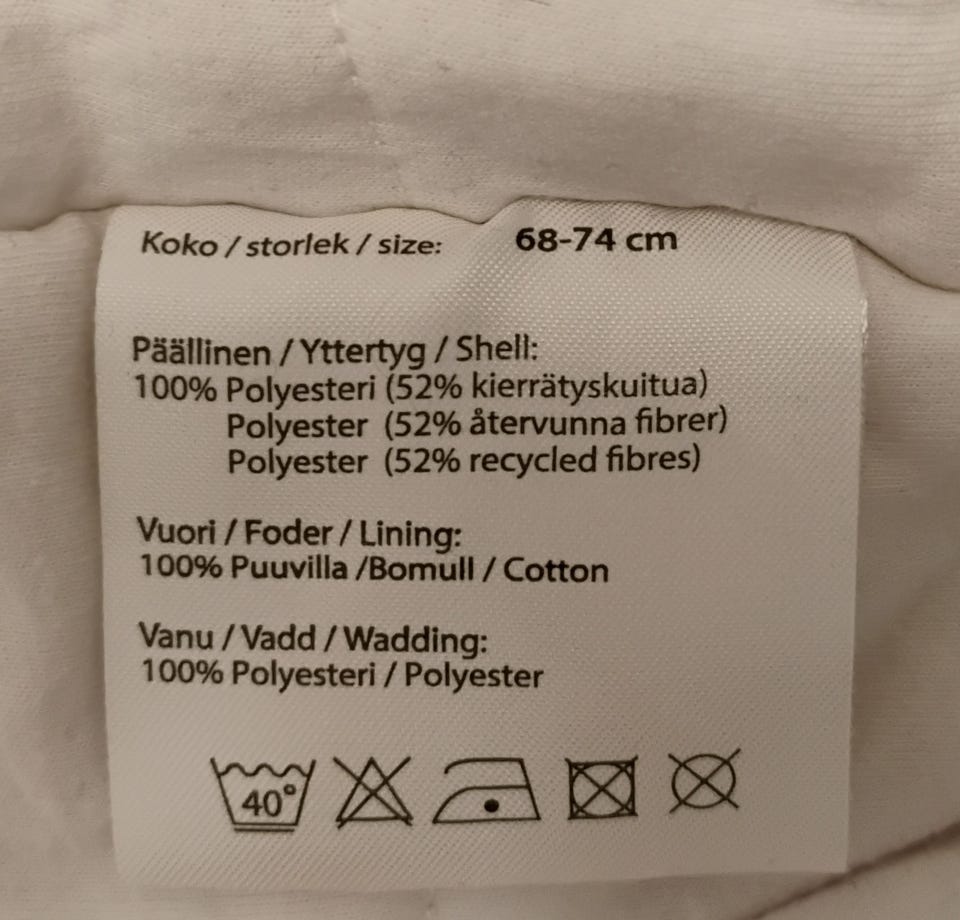 Koko / storlek / size: 68-74 cm
Päällinen / Yttertyg / Shell:
100% Polyesteri (52% kierrätyskuitua)
Polyester (52% återvunna fibrer)
Polyester (52% recycled fibres)
Vuori / Foder / Lining:
100% Puuvilla /Bomull / Cotton
Vanu / Vadd / Wadding:
100% Polyesteri / Polyester
40°